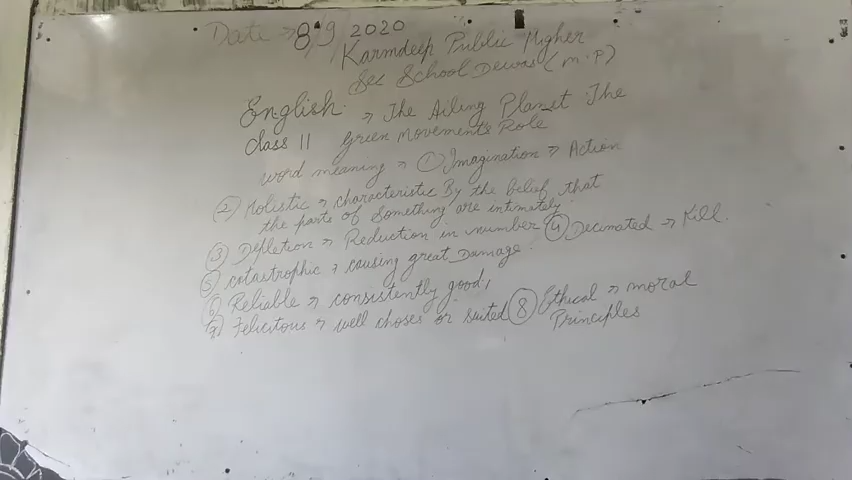 Date → 8 9 2020
Karmdeep Public Higher
Sec School Dewas (M.P)
English → The Ailing Planet The
Class 11 Green Movement's Role
word meaning → ① Imagination → Action
② Holistic → characteristic By the belief that
the parts of something are intimately
③ Depletion → Reduction in number ④ Decimated → Kill.
⑤ catastrophic → causing great Damage.
⑥ Reliable → consistently good,
Felicitous → well choses or suited ⑧ Ethical → moral
Principles